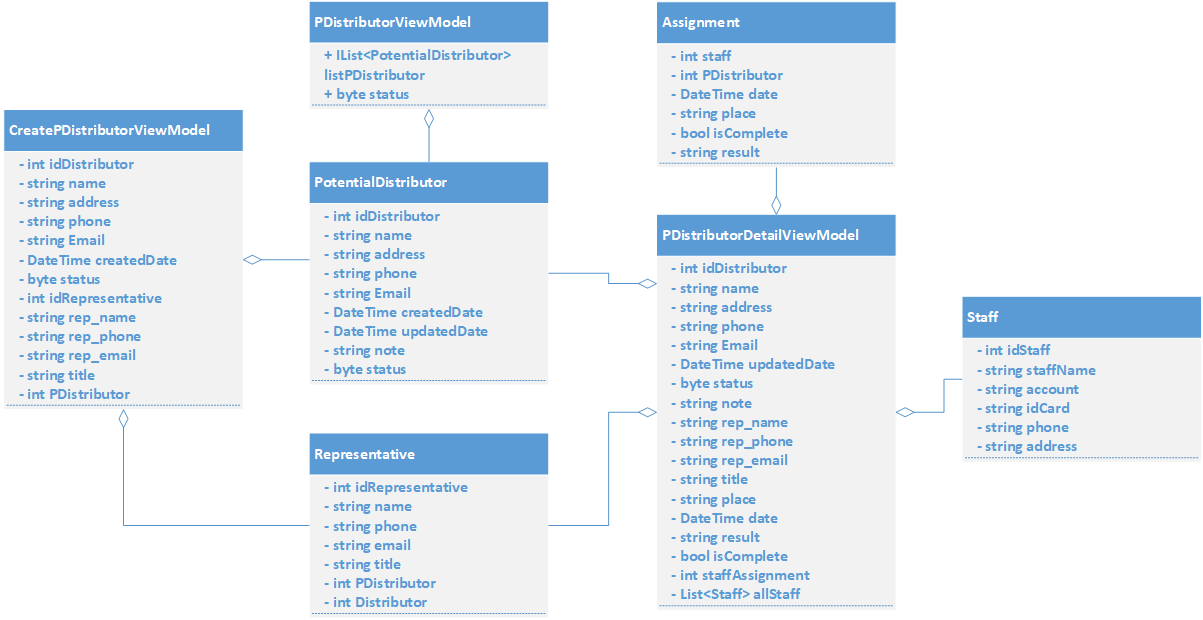 PDistributorViewModel
+ IList<PotentialDistributor>
listPDistributor
+ byte status
Assignment
- int staff
- int PDistributor
- DateTime date
- string place
- bool isComplete
- string result
CreatePDistributorViewModel
- int idDistributor
- string name
- string address
- string phone
- string Email
- DateTime createdDate
- byte status
- int idRepresentative
- string rep_name
- string rep_phone
- string rep_email
- string title
- int PDistributor
PotentialDistributor
- int idDistributor
- string name
- string address
- string phone
- string Email
- DateTime createdDate
- DateTime updatedDate
- string note
- byte status
PDistributorDetailViewModel
- int idDistributor
- string name
- string address
- string phone
- string Email
- DateTime updatedDate
- byte status
- string note
- string rep_name
- string rep_phone
- string rep_email
- string title
- string place
- DateTime date
- string result
- bool isComplete
- int staffAssignment
- List<Staff> allStaff
Staff
- int idStaff
- string staffName
- string account
- string idCard
- string phone
- string address
Representative
- int idRepresentative
- string name
- string phone
- string email
- string title
- int PDistributor
- int Distributor